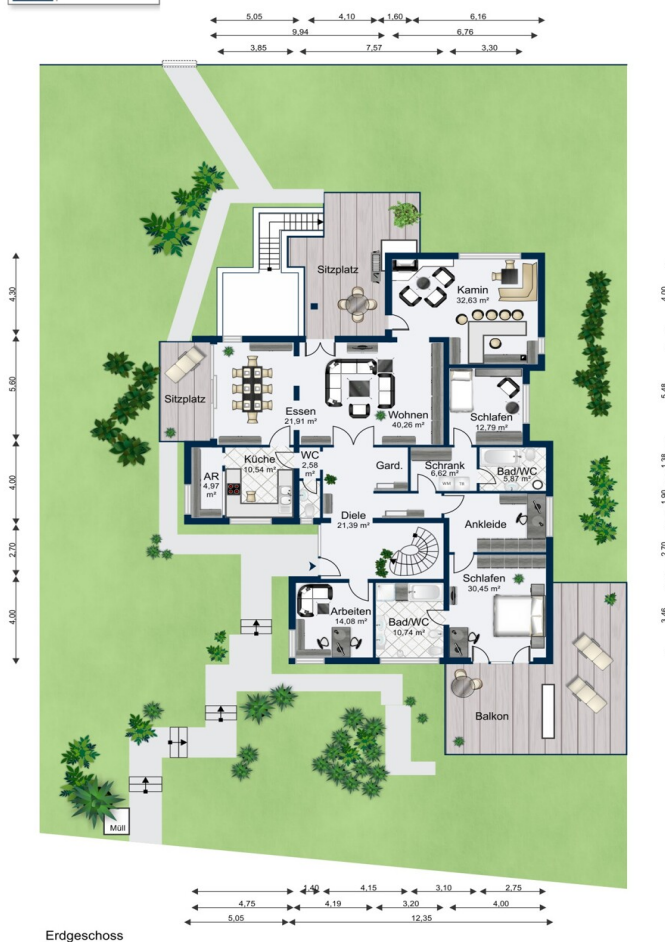 5,05 4,10 1,60 6,16
9,94 6,76
3,85 7,57 3,30
4,30
5,60
4,00
2,70
4,00
Sitzplatz
Kamin
32,63 m²
Sitzplatz
Essen
21,91 m²
Wohnen
40,26 m²
Schlafen
12,79 m²
AR
4,97
m²
Küche
10,54 m²
WC
2,58
m²
Gard.
Schrank
6,62 m²
WM TR
Bad/WC
5,87 m²
Diele
21,39 m²
Ankleide
Schlafen
30,45 m²
Arbeiten
14,08 m²
Bad/WC
10,74 m²
Balkon
Müll
4,00
5,48
1,38
1,90
2,70
3,46
1,40 4,15 3,10 2,75
4,75 4,19 3,20 4,00
5,05 12,35
Erdgeschoss